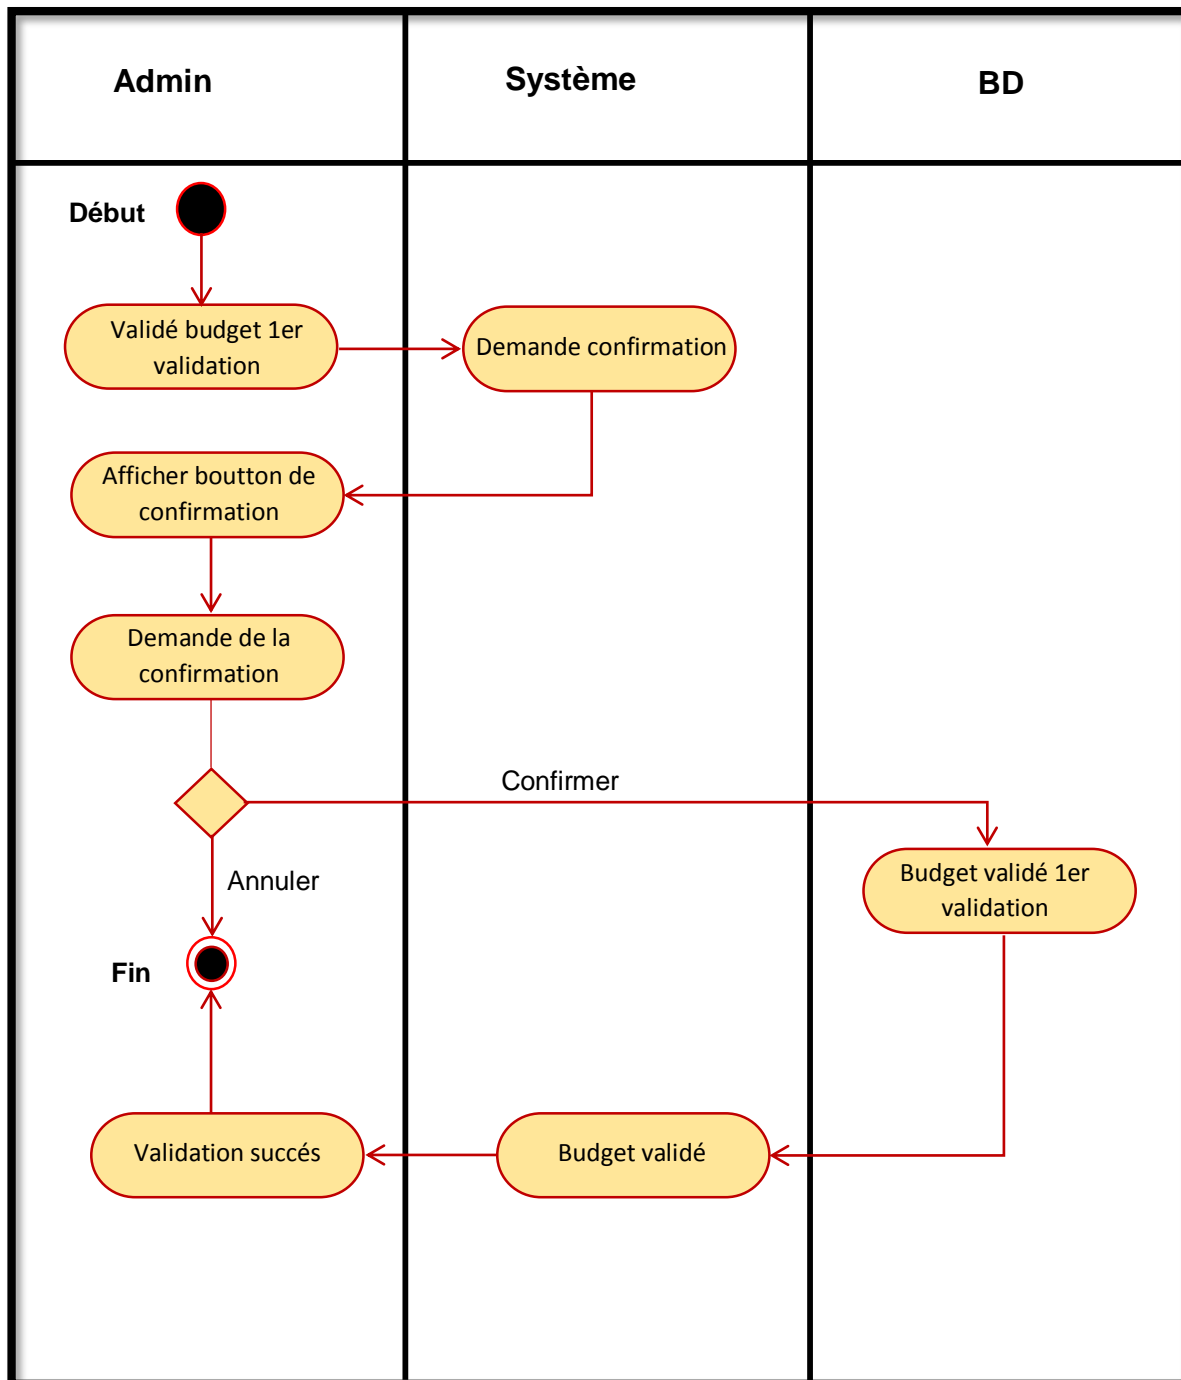 Admin
Système
BD
Début
Validé budget 1er
validation
Demande confirmation
Afficher boutton de
confirmation
Demande de la
confirmation
Confirmer
Annuler
Budget validé 1er
validation
Fin
Validation succés
Budget validé